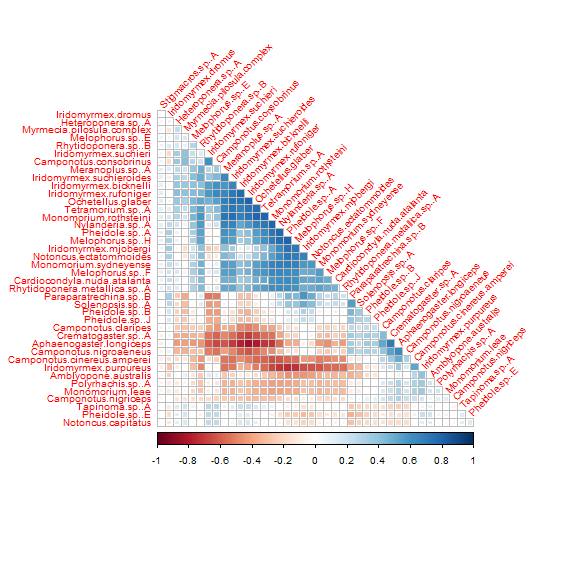 Stigmacros.sp..A
Iridomyrmex.dromus
Heteroponera.sp..A
Myrmecia.pilosula.complex
Melophorus.sp..E
Rhytidoponera.sp..B
Iridomyrmex.suchieri
Camponotus.consobrinus
Meranoplus.sp..A
Iridomyrmex.suchieroides
Iridomyrmex.bicknelli
Iridomyrmex.rufoniger
Ochetellus.glaber
Tetramorium.sp..A
Monomorium.rothsteini
Nylanderia.sp..A
Pheidole.sp..A
Melophorus.sp..H
Iridomyrmex.mjobergi
Notoncus.ectatommoides
Monomorium.sydneyense
Melophorus.sp..F
Cardiocondyla.nuda.atalanta
Rhytidoponera.metallica.sp..A
Paraparatrechina.sp..B
Solenopsis.sp..A
Pheidole.sp..B
Pheidole.sp..J
Camponotus.claripes
Crematogaster.sp..A
Aphaenogaster.longiceps
Camponotus.nigroaeneus
Camponotus.cinereus.amperei
Iridomyrmex.purpureus
Amblyopone.australis
Polyrhachis.sp..A
Monomorium.leae
Camponotus.nigriceps
Tapinoma.sp..A
Pheidole.sp..E
Iridomyrmex.dromus
Heteroponera.sp..A
Myrmecia.pilosula.complex
Melophorus.sp..E
Rhytidoponera.sp..B
Iridomyrmex.suchieri
Camponotus.consobrinus
Meranoplus.sp..A
Iridomyrmex.suchieroides
Iridomyrmex.bicknelli
Iridomyrmex.rufoniger
Ochetellus.glaber
Tetramorium.sp..A
Monomorium.rothsteini
Nylanderia.sp..A
Pheidole.sp..A
Melophorus.sp..H
Iridomyrmex.mjobergi
Notoncus.ectatommoides
Monomorium.sydneyense
Melophorus.sp..F
Cardiocondyla.nuda.atalanta
Rhytidoponera.metallica.sp..A
Paraparatrechina.sp..B
Solenopsis.sp..A
Pheidole.sp..B
Pheidole.sp..J
Camponotus.claripes
Crematogaster.sp..A
Aphaenogaster.longiceps
Camponotus.nigroaeneus
Camponotus.cinereus.amperei
Iridomyrmex.purpureus
Amblyopone.australis
Polyrhachis.sp..A
Monomorium.leae
Camponotus.nigriceps
Tapinoma.sp..A
Pheidole.sp..E
Notoncus.capitatus
-1 -0.8 -0.6 -0.4 -0.2 0 0.2 0.4 0.6 0.8 1